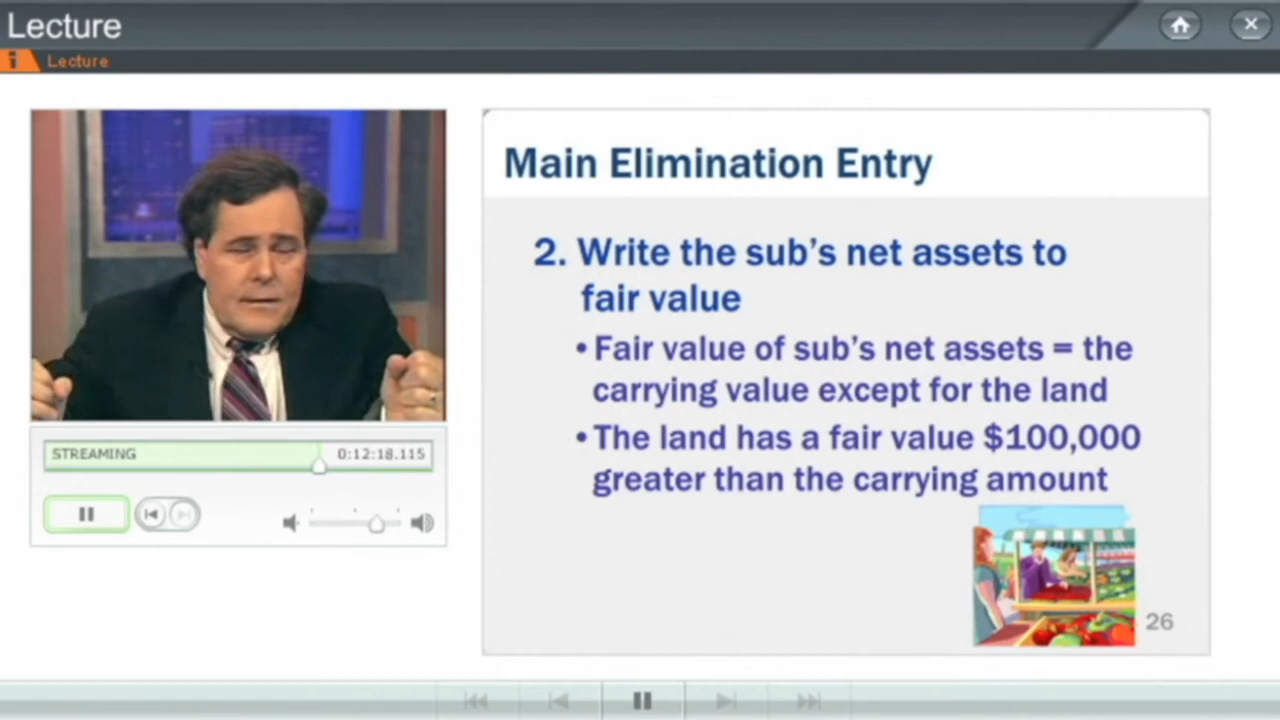 Lecture
i Lecture
Main Elimination Entry
2. Write the sub's net assets to
fair value
•Fair value of sub's net assets = the
carrying value except for the land
•The land has a fair value $100,000
greater than the carrying amount
STREAMING 0:12:18.115
26